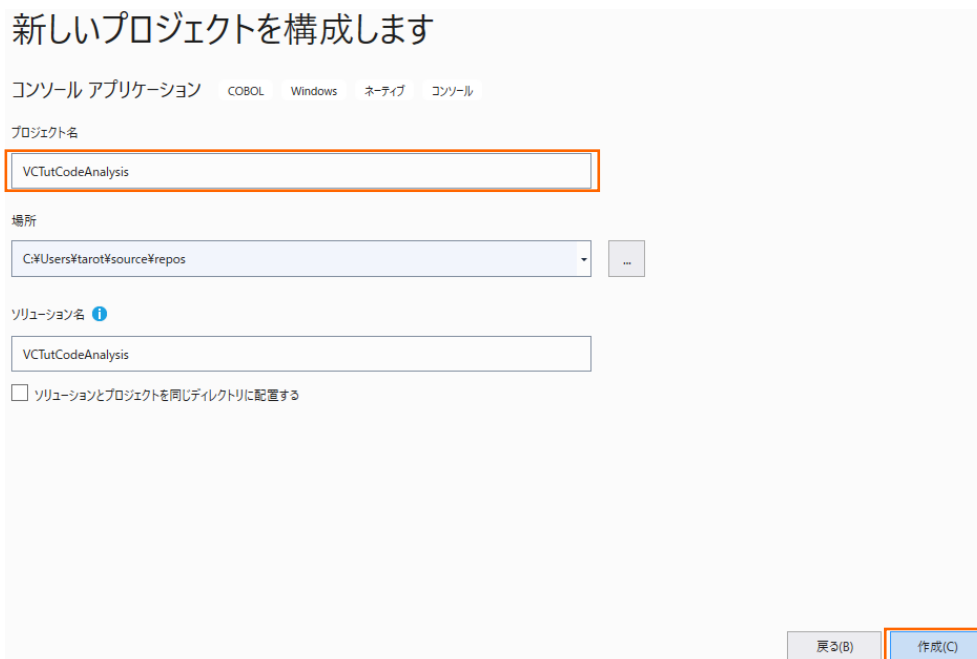 新しいプロジェクトを構成します
コンソール アプリケーション COBOL Windows ネーティブ コンソール
プロジェクト名
VCTutCodeAnalysis
場所
C:¥Users¥tarot¥source¥repos
...
ソリューション名
VCTutCodeAnalysis
ソリューションとプロジェクトを同じディレクトリに配置する
戻る(B) 作成(C)